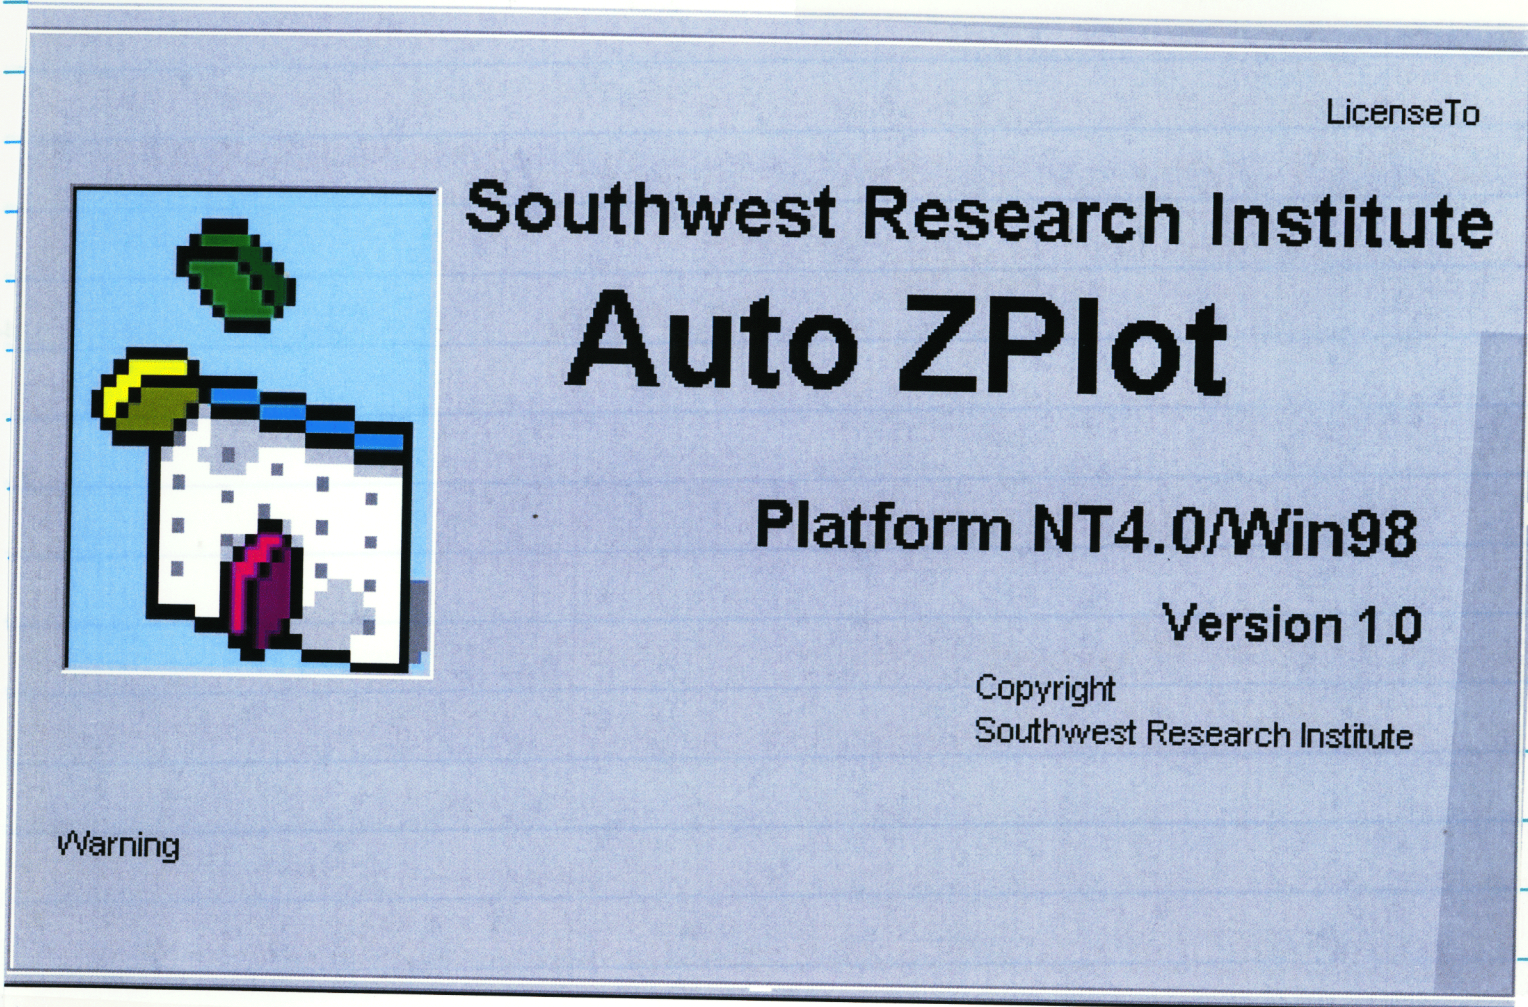 LicenseTo
Southwest Research Institute
Auto ZPlot
Platform NT4.0/Win98
Version 1.0
Copyright
Southwest Research Institute
Warning